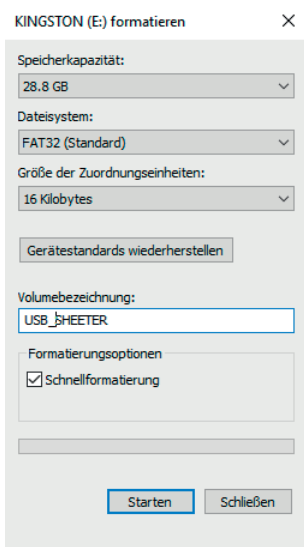 KINGSTON (E:) formatieren
Speicherkapazität:
28.8 GB
Dateisystem:
FAT32 (Standard)
Größe der Zuordnungseinheiten:
16 Kilobytes
Gerätestandards wiederherstellen
Volumebezeichnung:
USB_SHEETER
Formatierungsoptionen
Schnellformatierung
Starten Schließen